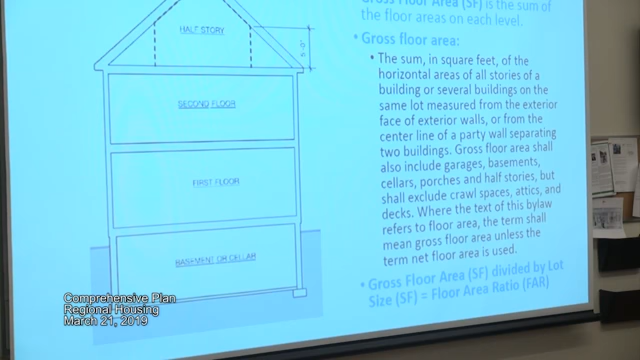 Gross Floor Area (SF) is the sum
of the floor areas on each level.
• Gross floor area:
• The sum, in square feet, of the
horizontal areas of all stories of a
building or several buildings on the
same lot measured from the exterior
face of exterior walls, or from the
center line of a party wall separating
two buildings. Gross floor area shall
also include garages, basements,
cellars, porches and half stories, but
shall exclude crawl spaces, attics, and
decks. Where the text of this bylaw
refers to floor area, the term shall
mean gross floor area unless the
term net floor area is used.
• Gross Floor Area (SF) divided by Lot
Size (SF) = Floor Area Ratio (FAR)
HALF STORY
5'-0"
SECOND FLOOR
FIRST FLOOR
BASEMENT OR CELLAR
Comprehensive Plan
Regional Housing
March 21, 2019